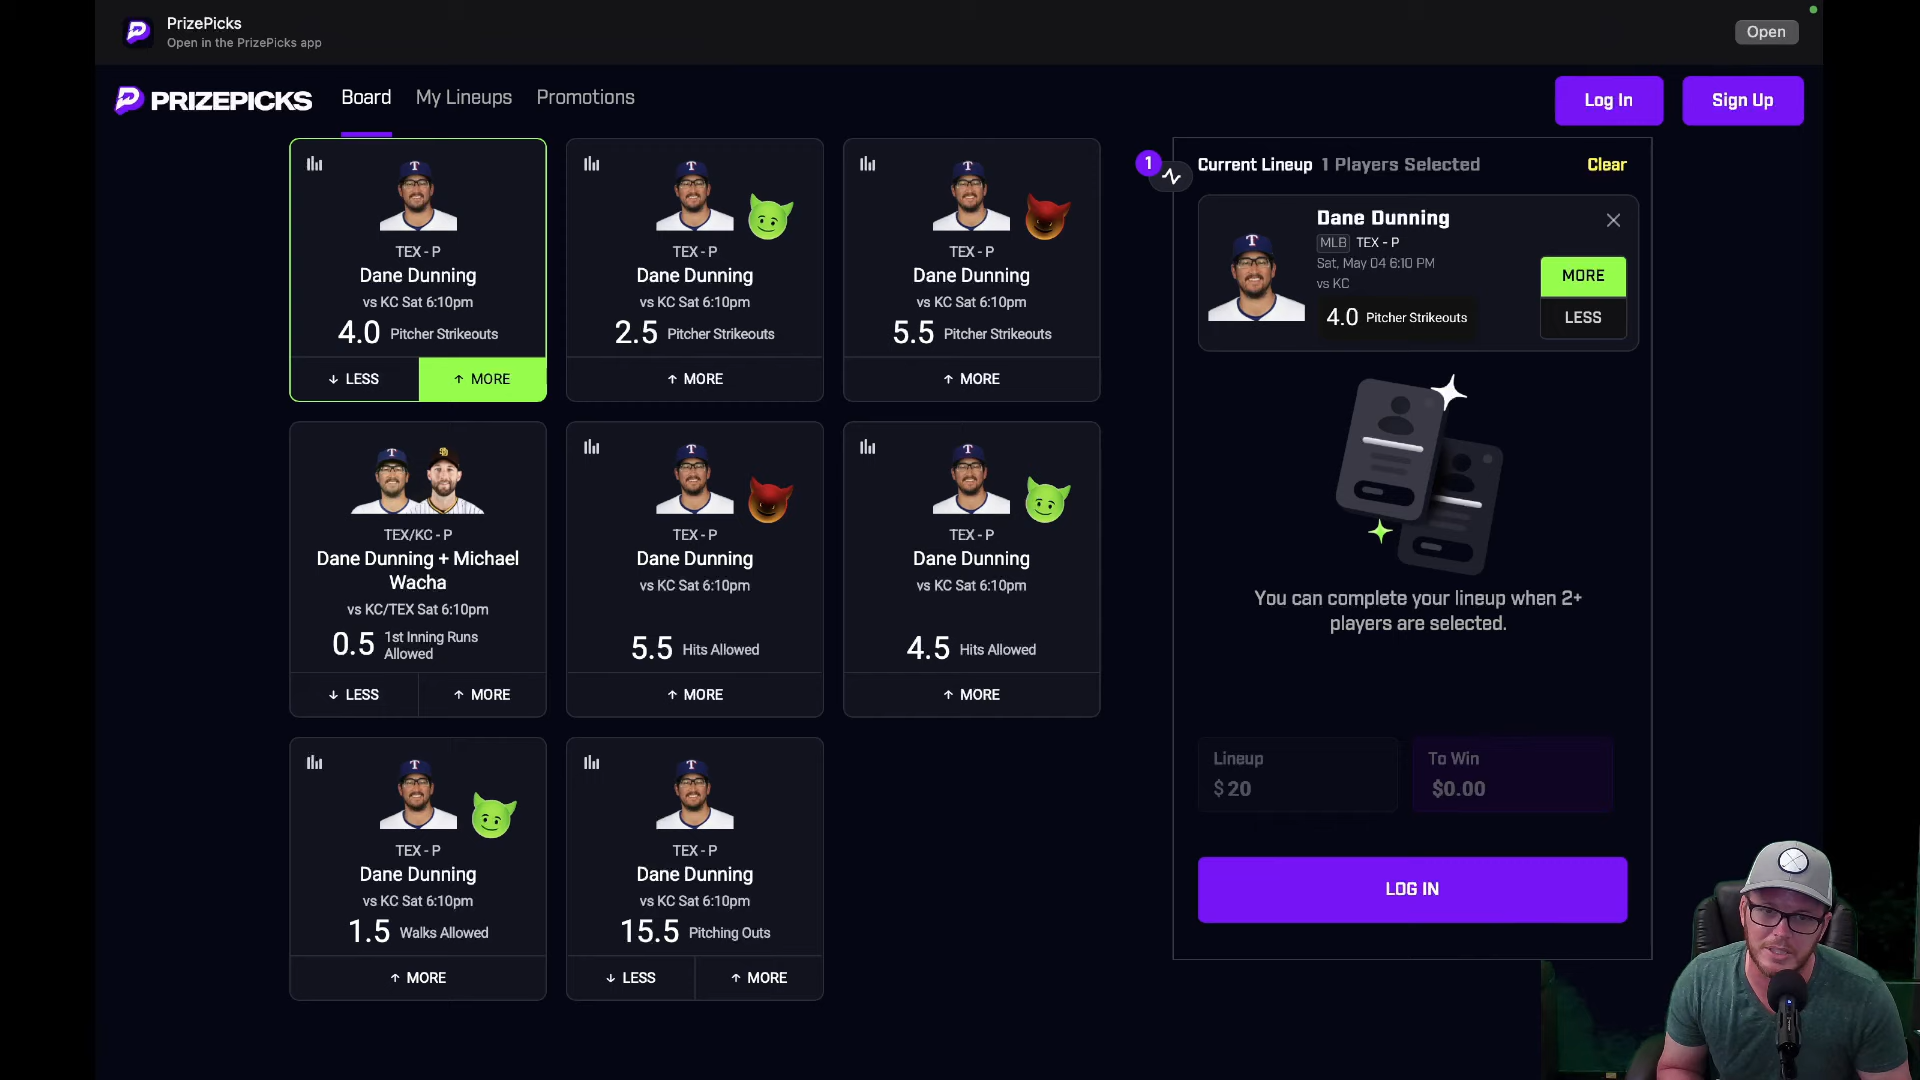 PrizePicks
Open in the PrizePicks app
Open
PRIZEPICKS
Board
My Lineups
Promotions
Log In
Sign Up
TEX - P
Dane Dunning
vs KC Sat 6:10pm
4.0 Pitcher Strikeouts
↓ LESS
↑ MORE
TEX - P
Dane Dunning
vs KC Sat 6:10pm
2.5 Pitcher Strikeouts
↑ MORE
TEX - P
Dane Dunning
vs KC Sat 6:10pm
5.5 Pitcher Strikeouts
↑ MORE
TEX/KC - P
Dane Dunning + Michael
Wacha
vs KC/TEX Sat 6:10pm
0.5 1st Inning Runs
Allowed
↓ LESS
↑ MORE
TEX - P
Dane Dunning
vs KC Sat 6:10pm
5.5 Hits Allowed
↑ MORE
TEX - P
Dane Dunning
vs KC Sat 6:10pm
4.5 Hits Allowed
↑ MORE
TEX - P
Dane Dunning
vs KC Sat 6:10pm
1.5 Walks Allowed
↑ MORE
TEX - P
Dane Dunning
vs KC Sat 6:10pm
15.5 Pitching Outs
↓ LESS
↑ MORE
1
Current Lineup 1 Players Selected
Clear
Dane Dunning
MLB TEX - P
Sat, May 04 6:10 PM
vs KC
4.0 Pitcher Strikeouts
MORE
LESS
You can complete your lineup when 2+
players are selected.
Lineup
$ 20
To Win
$0.00
LOG IN